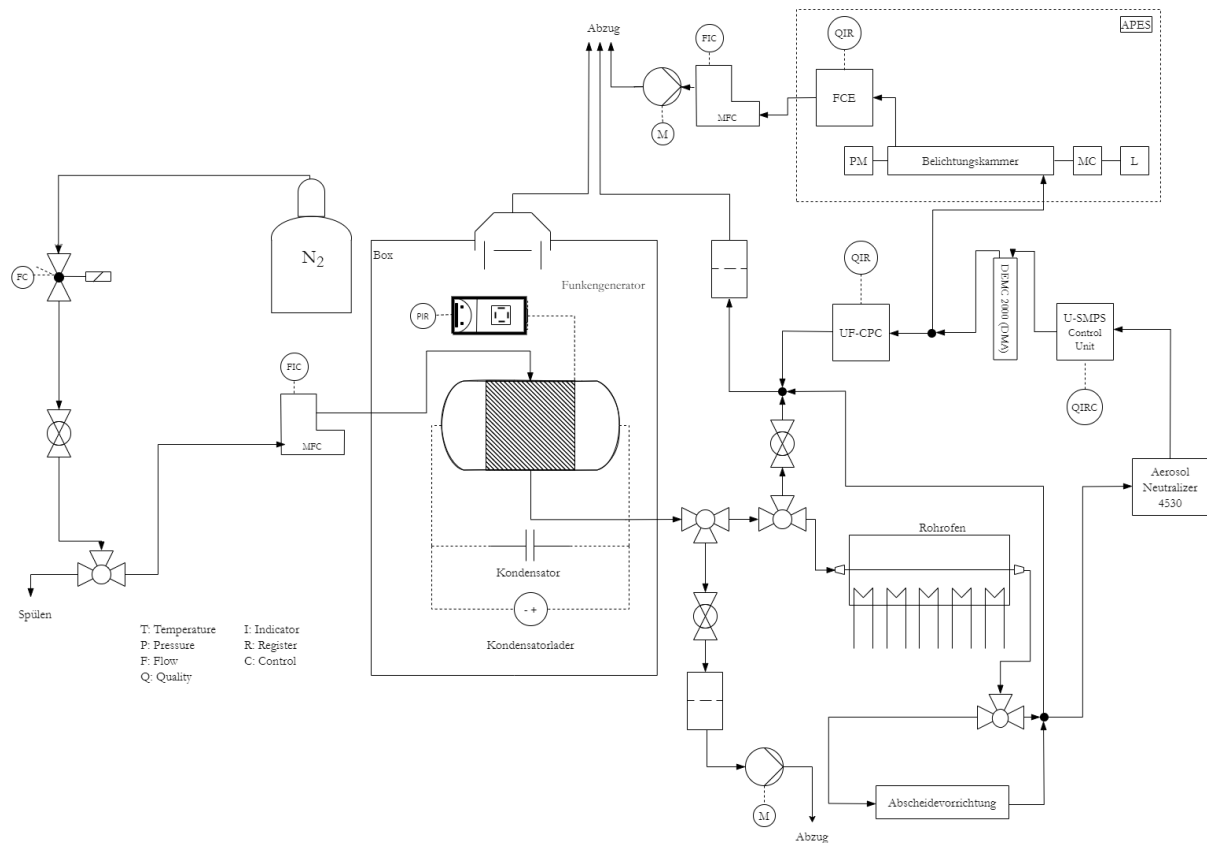 Abzug
FIC
QIR
APES
FCE
MFC
M
PM
Belichtungskammer
MC
L
N2
FC
Box
Funkengenerator
PIR
QIR
UF-CPC
DEMC 2000 (DMA)
U-SMPS
Control
Unit
QIRC
FIC
MFC
Aerosol
Neutralizer
4530
Rohrofen
Kondensator
- +
Kondensatorlader
Spülen
T: Temperature I: Indicator
P: Pressure R: Register
F: Flow C: Control
Q: Quality
Abscheidevorrichtung
M
Abzug